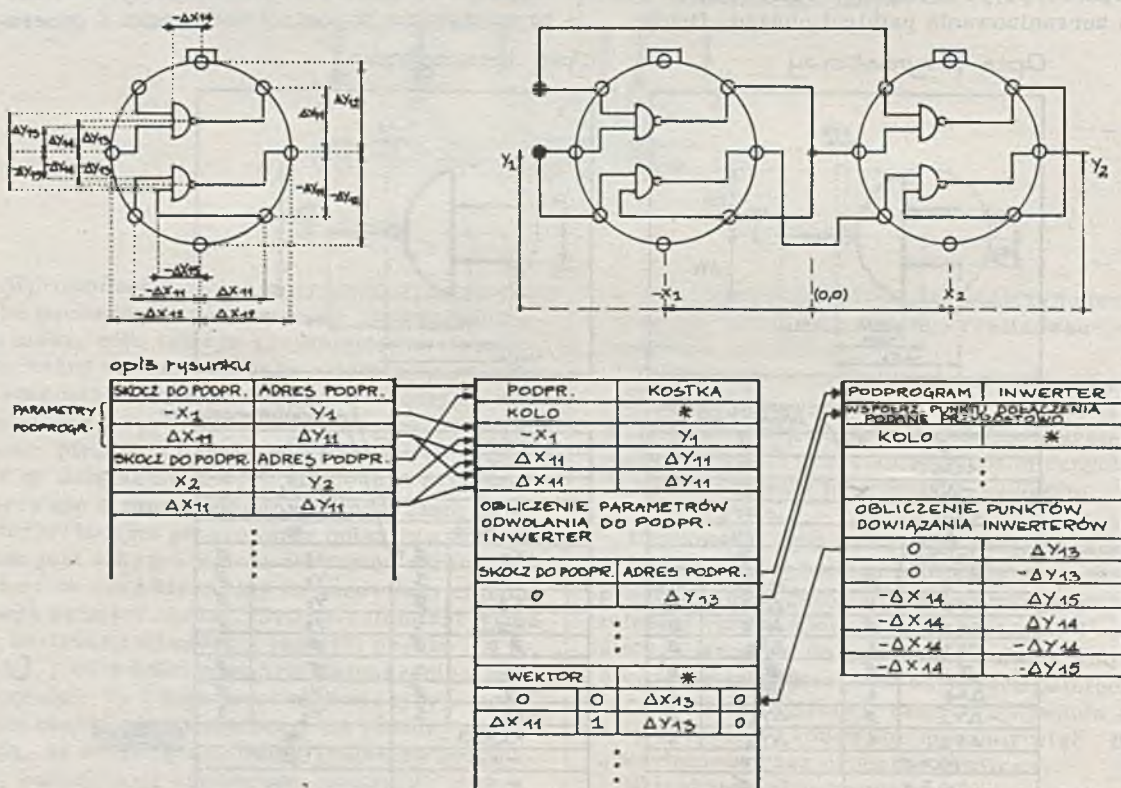 -ΔX14
ΔY12
ΔY11
ΔY15
ΔY14
ΔY13
-ΔY15
-ΔY14
-ΔY13
-ΔY11
-ΔY12
-ΔX15
-ΔX11 ΔX11
-ΔX12 ΔX12
Y1
Y2
-X1 (0,0) X2
opis rysunku
SKOCZ DO PODPR. ADRES PODPR.
PARAMETRY PODPROGR.
-X1 Y1
ΔX11 ΔY11
SKOCZ DO PODPR. ADRES PODPR.
X2 Y2
ΔX11 ΔY11
PODPR. KOSTKA
KOLO *
-X1 Y1
ΔX11 ΔY11
ΔX11 ΔY11
OBLICZENIE PARAMETRÓW
ODWOLANIA DO PODPR.
INWERTER
SKOCZ DO PODPR. ADRES PODPR.
0 ΔY13
WEKTOR *
0 0 ΔX13 0
ΔX11 1 ΔY13 0
PODPROGRAM INWERTER
WSPÓŁRZ. PUNKTU DOŁĄCZENIA
PODANE PRZYROSTOWO
KOLO *
OBLICZENIE PUNKTÓW
DOWIĄZANIA INWERTERÓW
0 ΔY13
0 -ΔY13
-ΔX14 ΔY15
-ΔX14 ΔY14
-ΔX14 -ΔY14
-ΔX14 -ΔY15